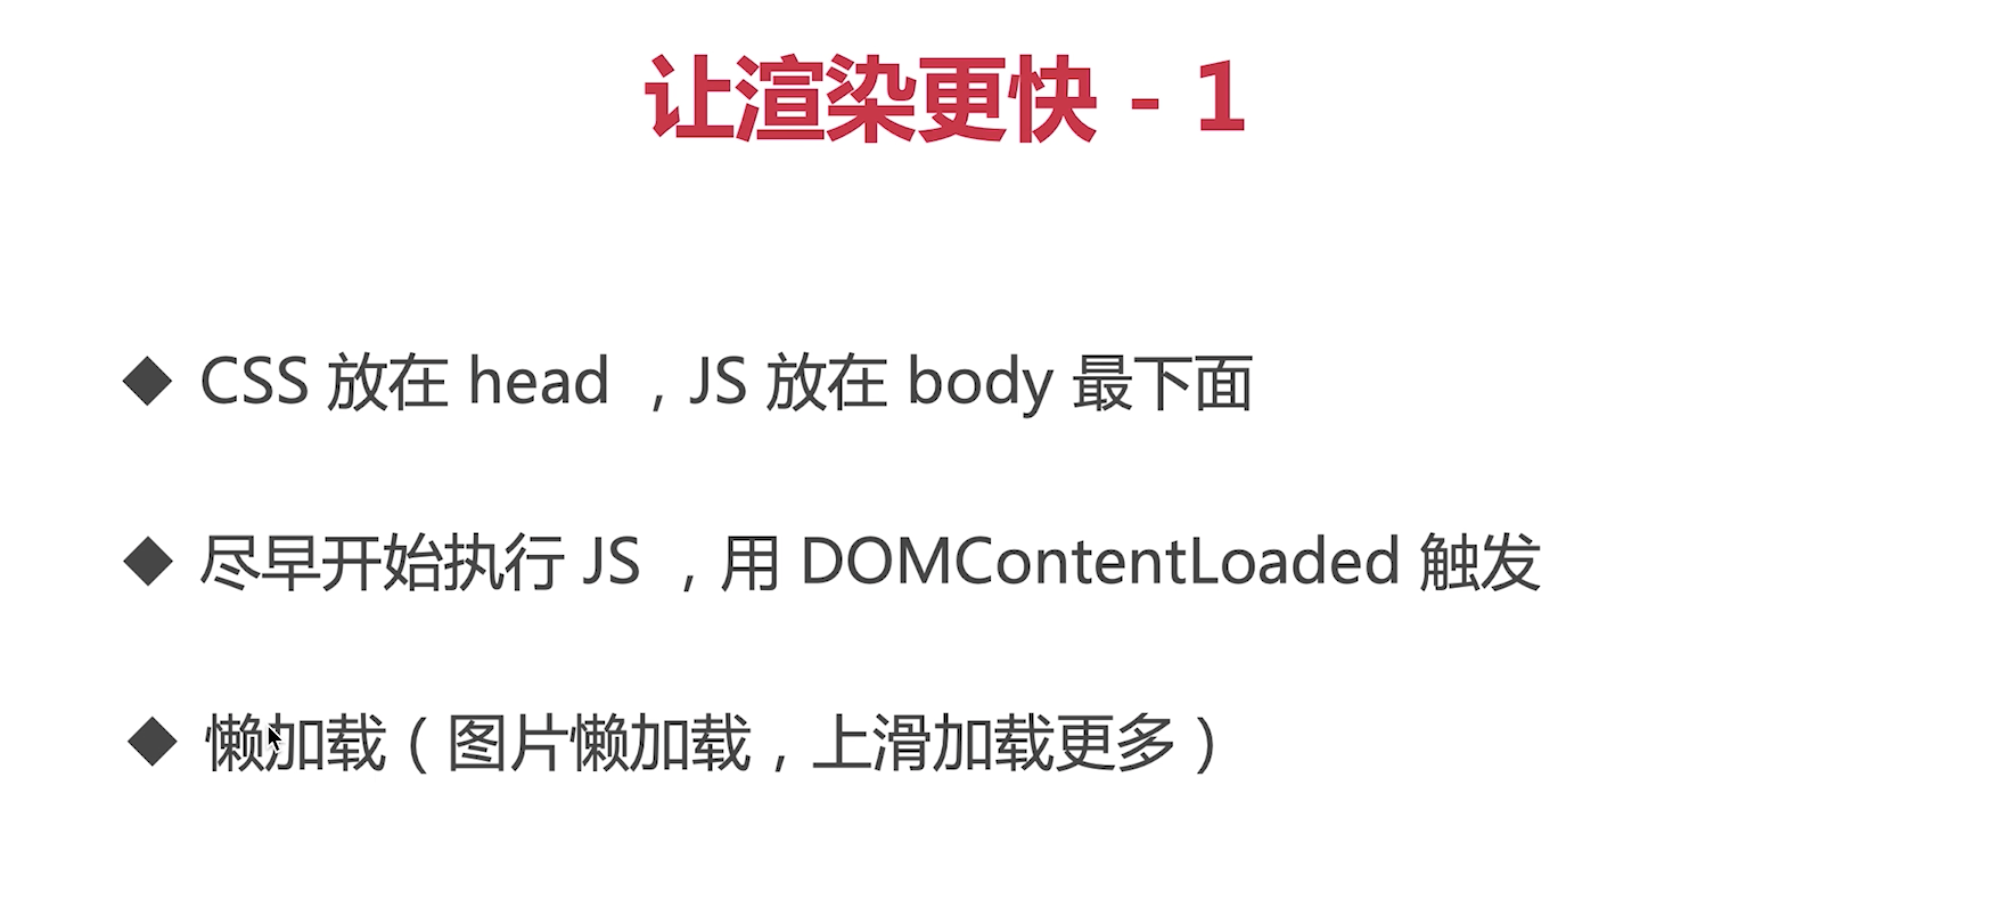 让渲染更快 - 1
◆ CSS 放在 head ，JS 放在 body 最下面
◆ 尽早开始执行 JS ，用 DOMContentLoaded 触发
◆ 懒加载（图片懒加载，上滑加载更多）